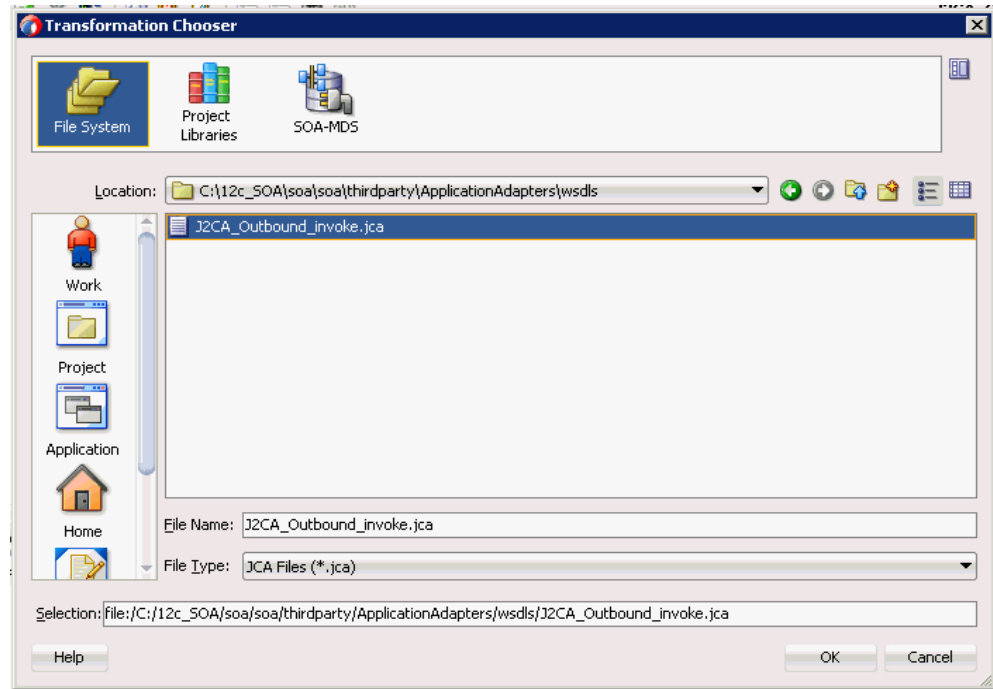 Transformation Chooser
File System
Project
Libraries
SOA-MDS
Location: C:\12c_SOA\soa\soa\thirdparty\ApplicationAdapters\wsdls
J2CA_Outbound_invoke.jca
Work
Project
Application
Home
File Name: J2CA_Outbound_invoke.jca
File Type: JCA Files (*.jca)
Selection: file:/C:/12c_SOA/soa/soa/thirdparty/ApplicationAdapters/wsdls/J2CA_Outbound_invoke.jca
Help
OK
Cancel